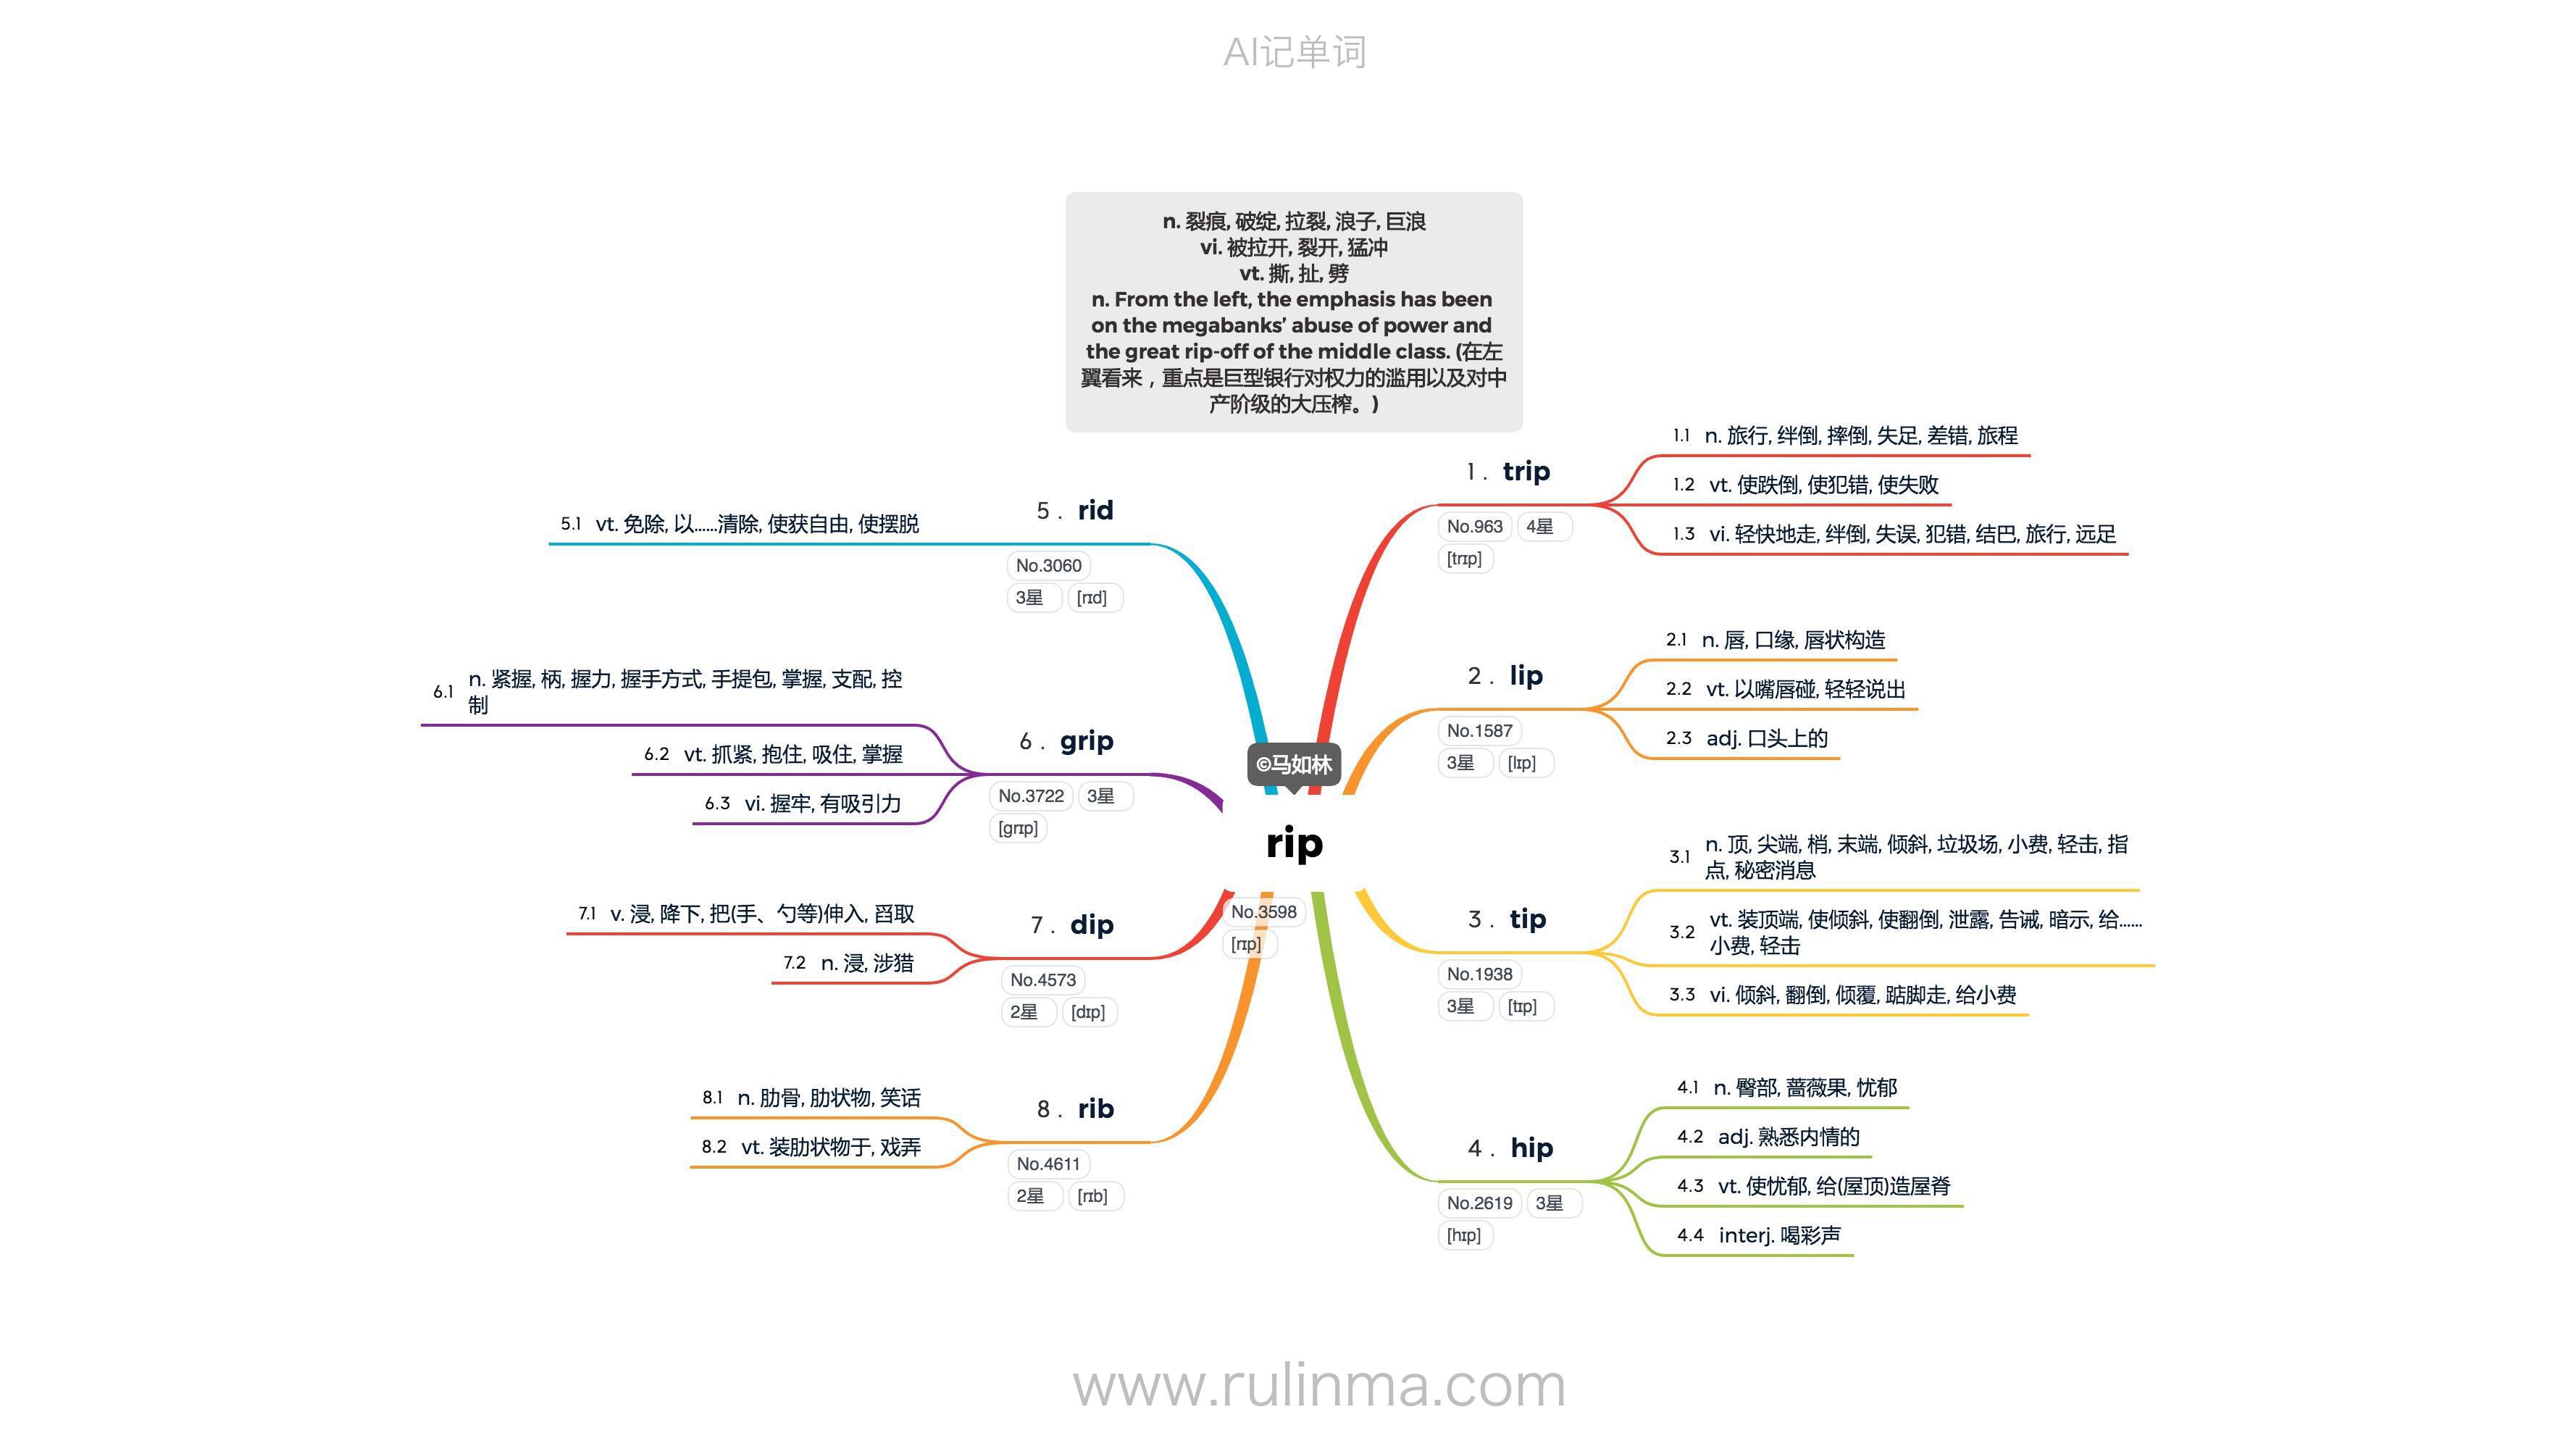 AI记单词
n. 裂痕, 破绽, 拉裂, 浪子, 巨浪
vi. 被拉开, 裂开, 猛冲
vt. 撕, 扯, 劈
n. From the left, the emphasis has been
on the megabanks’ abuse of power and
the great rip-off of the middle class. (在左
翼看来，重点是巨型银行对权力的滥用以及对中
产阶级的大压榨。)
©马如林
rip
No.3598
[rɪp]
1. trip
No.963 4星
[trɪp]
1.1 n. 旅行, 绊倒, 摔倒, 失足, 差错, 旅程
1.2 vt. 使跌倒, 使犯错, 使失败
1.3 vi. 轻快地走, 绊倒, 失误, 犯错, 结巴, 旅行, 远足
2. lip
No.1587
3星 [lɪp]
2.1 n. 唇, 口缘, 唇状构造
2.2 vt. 以嘴唇碰, 轻轻说出
2.3 adj. 口头上的
3. tip
No.1938
3星 [tɪp]
3.1 n. 顶, 尖端, 梢, 末端, 倾斜, 垃圾场, 小费, 轻击, 指
点, 秘密消息
3.2 vt. 装顶端, 使倾斜, 使翻倒, 泄露, 告诫, 暗示, 给……
小费, 轻击
3.3 vi. 倾斜, 翻倒, 倾覆, 踮脚走, 给小费
4. hip
No.2619 3星
[hɪp]
4.1 n. 臀部, 蔷薇果, 忧郁
4.2 adj. 熟悉内情的
4.3 vt. 使忧郁, 给(屋顶)造屋脊
4.4 interj. 喝彩声
5. rid
No.3060
3星 [rɪd]
5.1 vt. 免除, 以……清除, 使获自由, 使摆脱
6. grip
No.3722 3星
[grɪp]
6.1 n. 紧握, 柄, 握力, 握手方式, 手提包, 掌握, 支配, 控
制
6.2 vt. 抓紧, 抱住, 吸住, 掌握
6.3 vi. 握牢, 有吸引力
7. dip
No.4573
2星 [dɪp]
7.1 v. 浸, 降下, 把(手、勺等)伸入, 舀取
7.2 n. 浸, 涉猎
8. rib
No.4611
2星 [rɪb]
8.1 n. 肋骨, 肋状物, 笑话
8.2 vt. 装肋状物于, 戏弄
www.rulinma.com